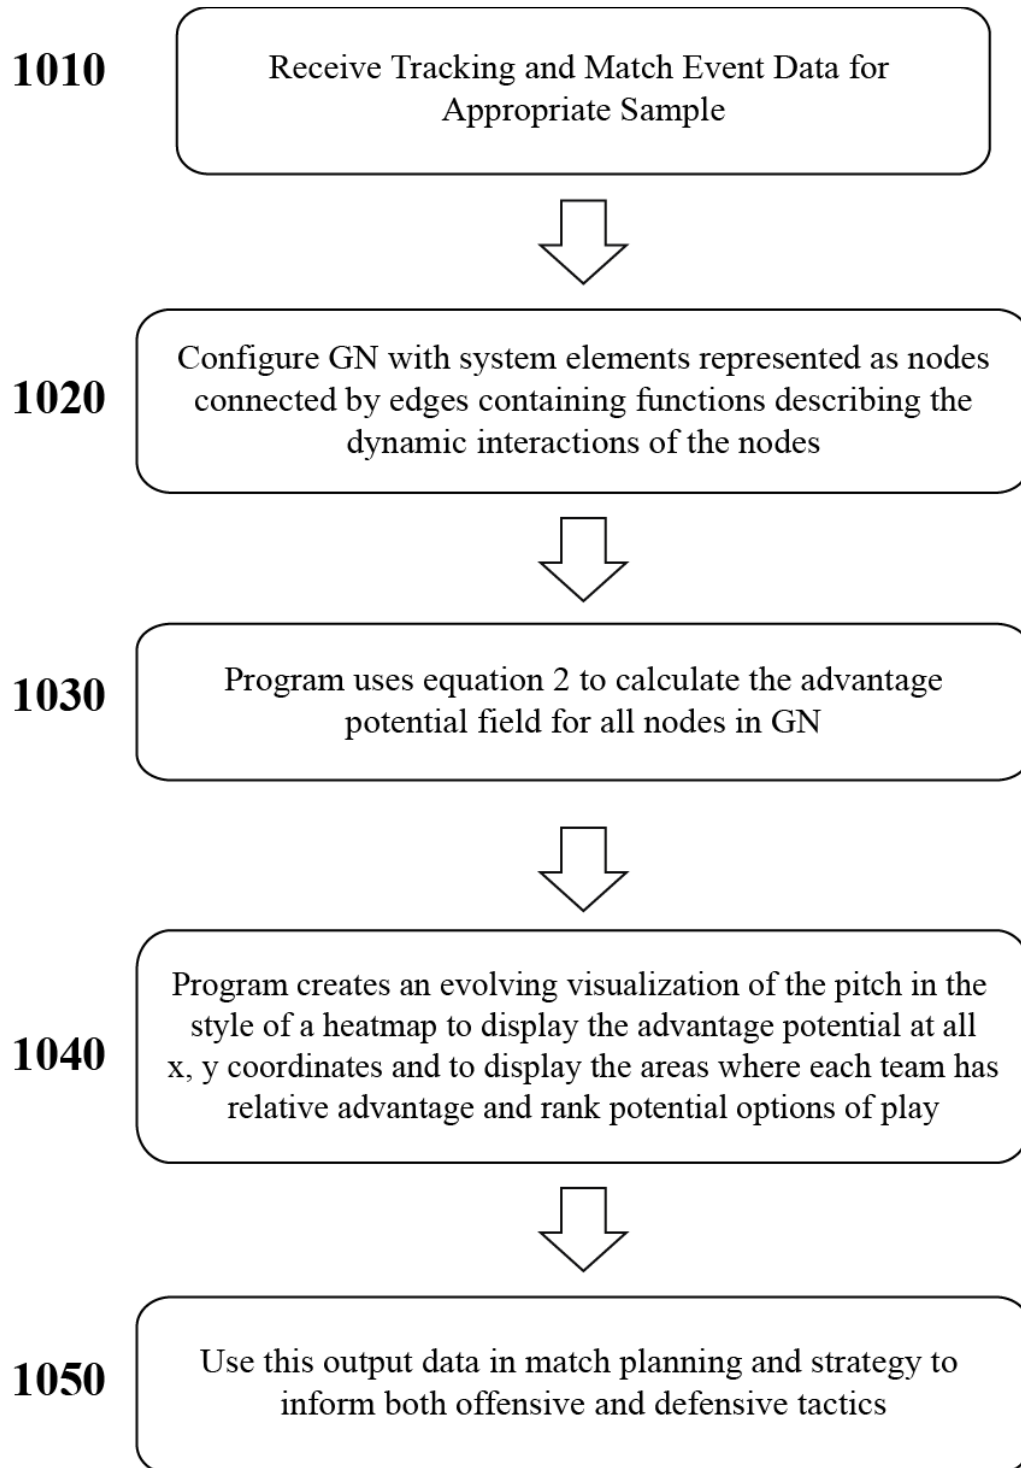 1010
Receive Tracking and Match Event Data for
Appropriate Sample
1020
Configure GN with system elements represented as nodes
connected by edges containing functions describing the
dynamic interactions of the nodes
1030
Program uses equation 2 to calculate the advantage
potential field for all nodes in GN
1040
Program creates an evolving visualization of the pitch in the
style of a heatmap to display the advantage potential at all
x, y coordinates and to display the areas where each team has
relative advantage and rank potential options of play
1050
Use this output data in match planning and strategy to
inform both offensive and defensive tactics